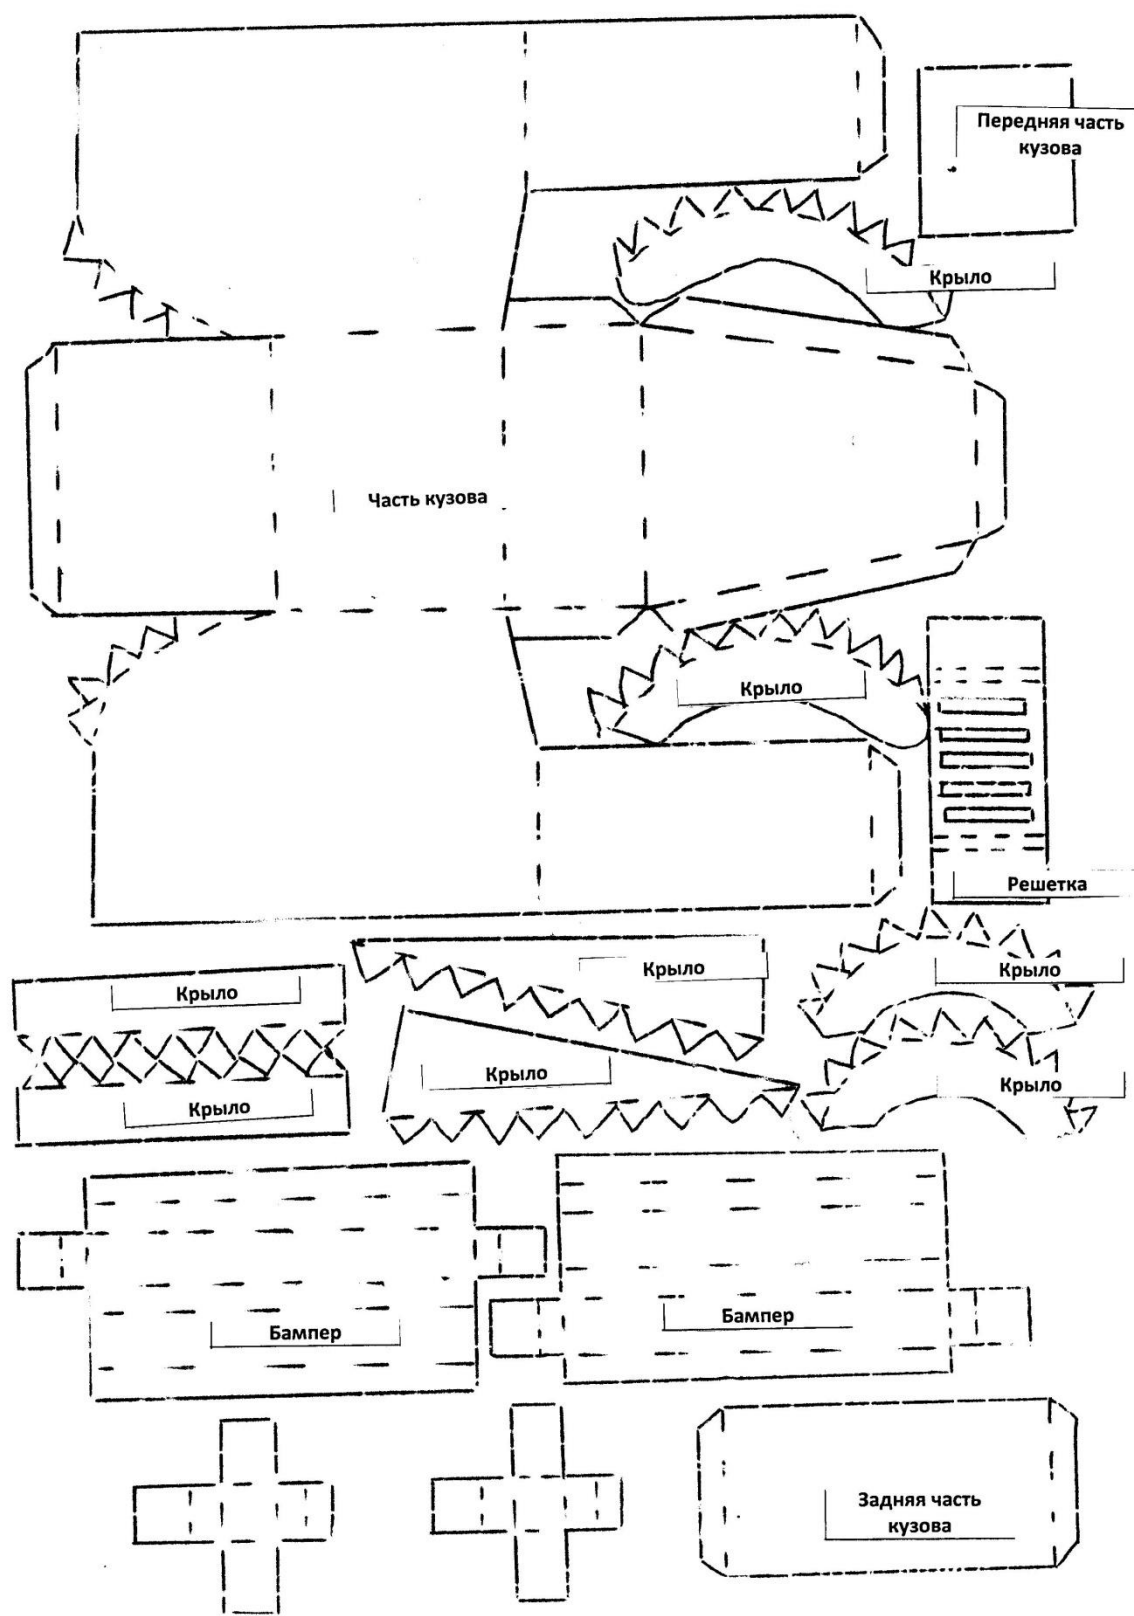 Передняя часть
кузова
Крыло
Часть кузова
Крыло
Решетка
Крыло
Крыло
Крыло
Крыло
Крыло
Крыло
Бампер
Бампер
Задняя часть
кузова